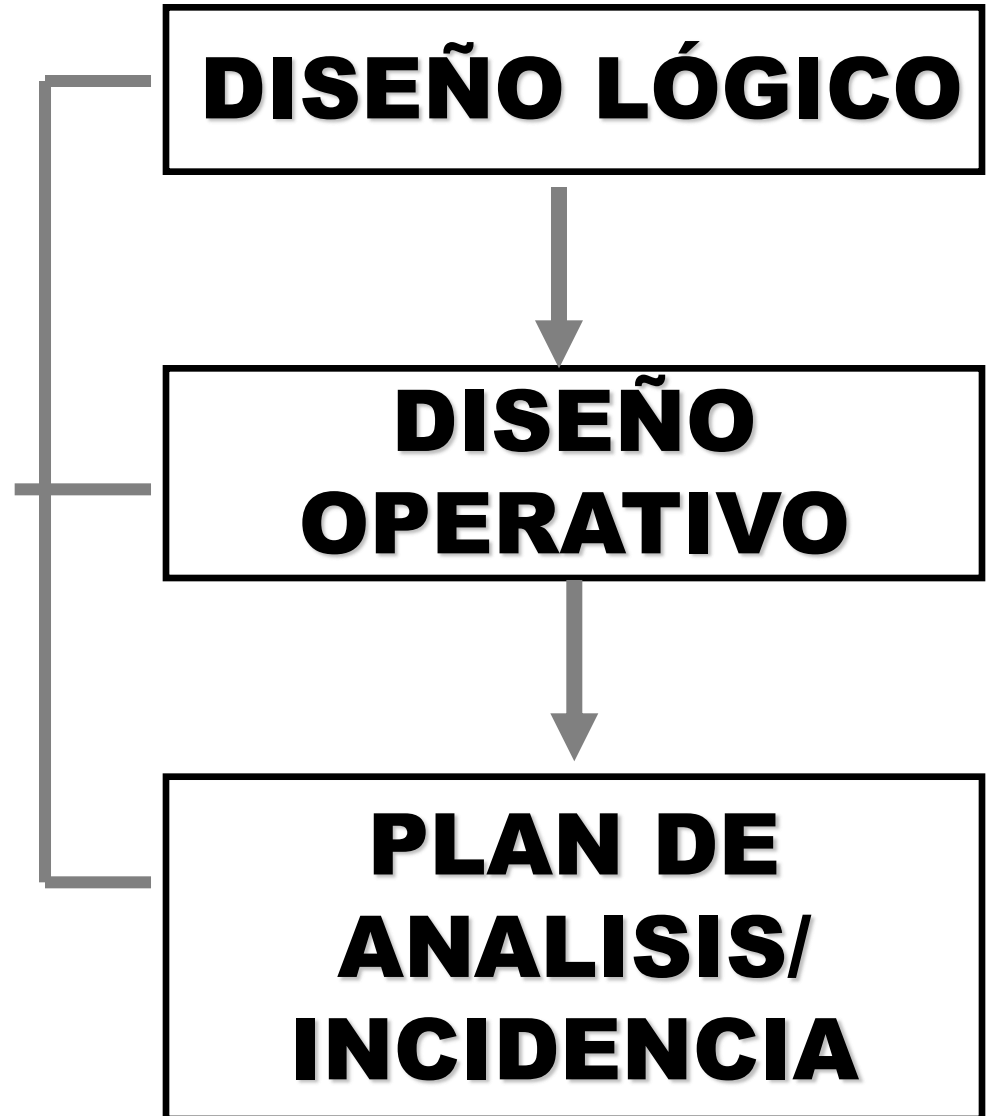 DISEÑO LÓGICO
DISEÑO
OPERATIVO
PLAN DE
ANALISIS/
INCIDENCIA